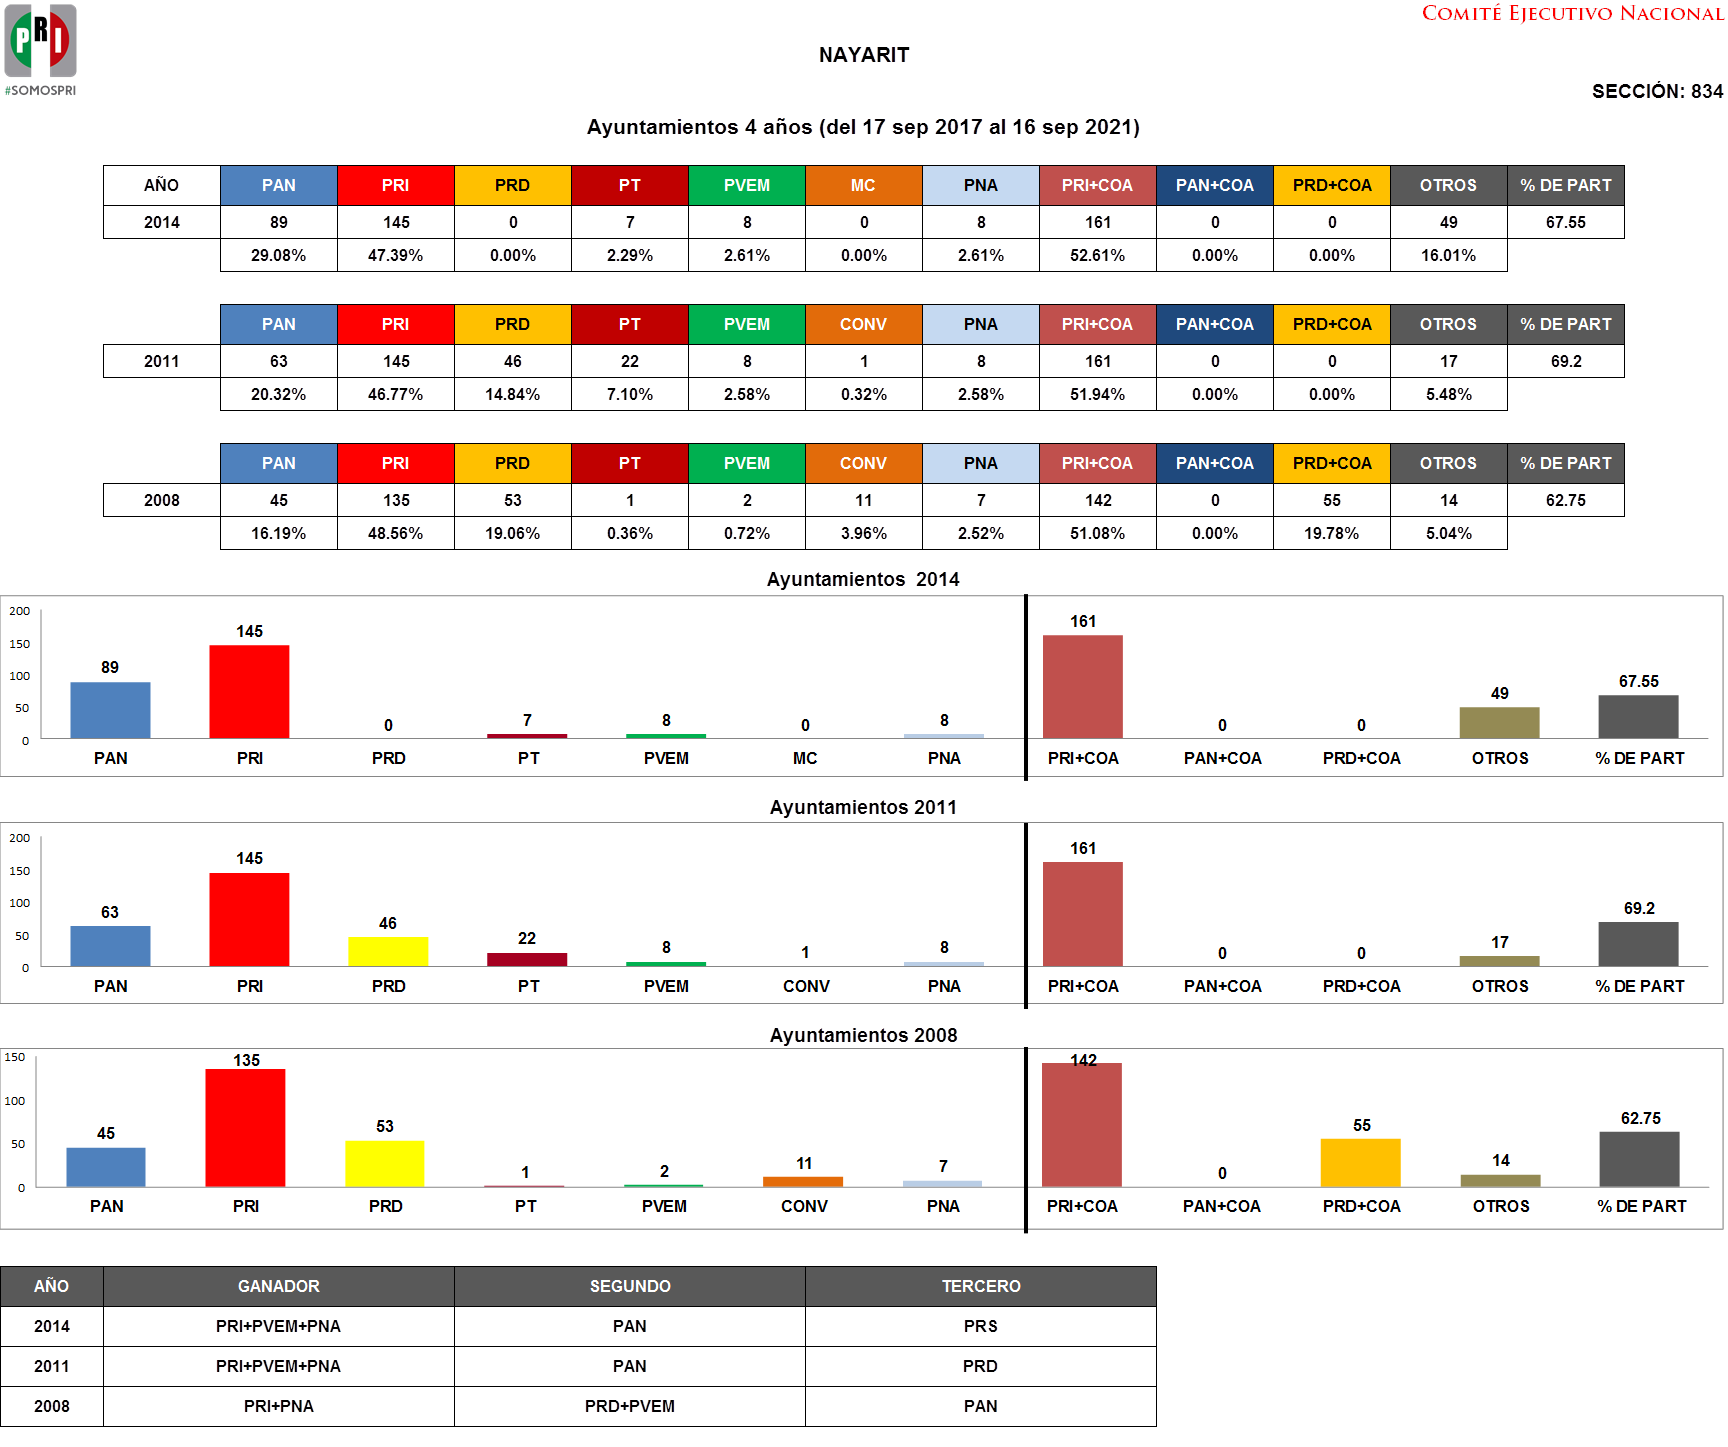 COMITÉ EJECUTIVO NACIONAL
PRI
#SOMOSPRI
NAYARIT
SECCIÓN: 834
Ayuntamientos 4 años (del 17 sep 2017 al 16 sep 2021)
AÑO PAN PRI PRD PT PVEM MC PNA PRI+COA PAN+COA PRD+COA OTROS % DE PART
2014 89 145 0 7 8 0 8 161 0 0 49 67.55
29.08% 47.39% 0.00% 2.29% 2.61% 0.00% 2.61% 52.61% 0.00% 0.00% 16.01%
PAN PRI PRD PT PVEM CONV PNA PRI+COA PAN+COA PRD+COA OTROS % DE PART
2011 63 145 46 22 8 1 8 161 0 0 17 69.2
20.32% 46.77% 14.84% 7.10% 2.58% 0.32% 2.58% 51.94% 0.00% 0.00% 5.48%
PAN PRI PRD PT PVEM CONV PNA PRI+COA PAN+COA PRD+COA OTROS % DE PART
2008 45 135 53 1 2 11 7 142 0 55 14 62.75
16.19% 48.56% 19.06% 0.36% 0.72% 3.96% 2.52% 51.08% 0.00% 19.78% 5.04%
Ayuntamientos  2014
200
150
100
50
0
89 145 0 7 8 0 8 161 0 0 49 67.55
PAN PRI PRD PT PVEM MC PNA PRI+COA PAN+COA PRD+COA OTROS % DE PART
Ayuntamientos 2011
200
150
100
50
0
63 145 46 22 8 1 8 161 0 0 17 69.2
PAN PRI PRD PT PVEM CONV PNA PRI+COA PAN+COA PRD+COA OTROS % DE PART
Ayuntamientos 2008
150
100
50
0
45 135 53 1 2 11 7 142 0 55 14 62.75
PAN PRI PRD PT PVEM CONV PNA PRI+COA PAN+COA PRD+COA OTROS % DE PART
AÑO GANADOR SEGUNDO TERCERO
2014 PRI+PVEM+PNA PAN PRS
2011 PRI+PVEM+PNA PAN PRD
2008 PRI+PNA PRD+PVEM PAN